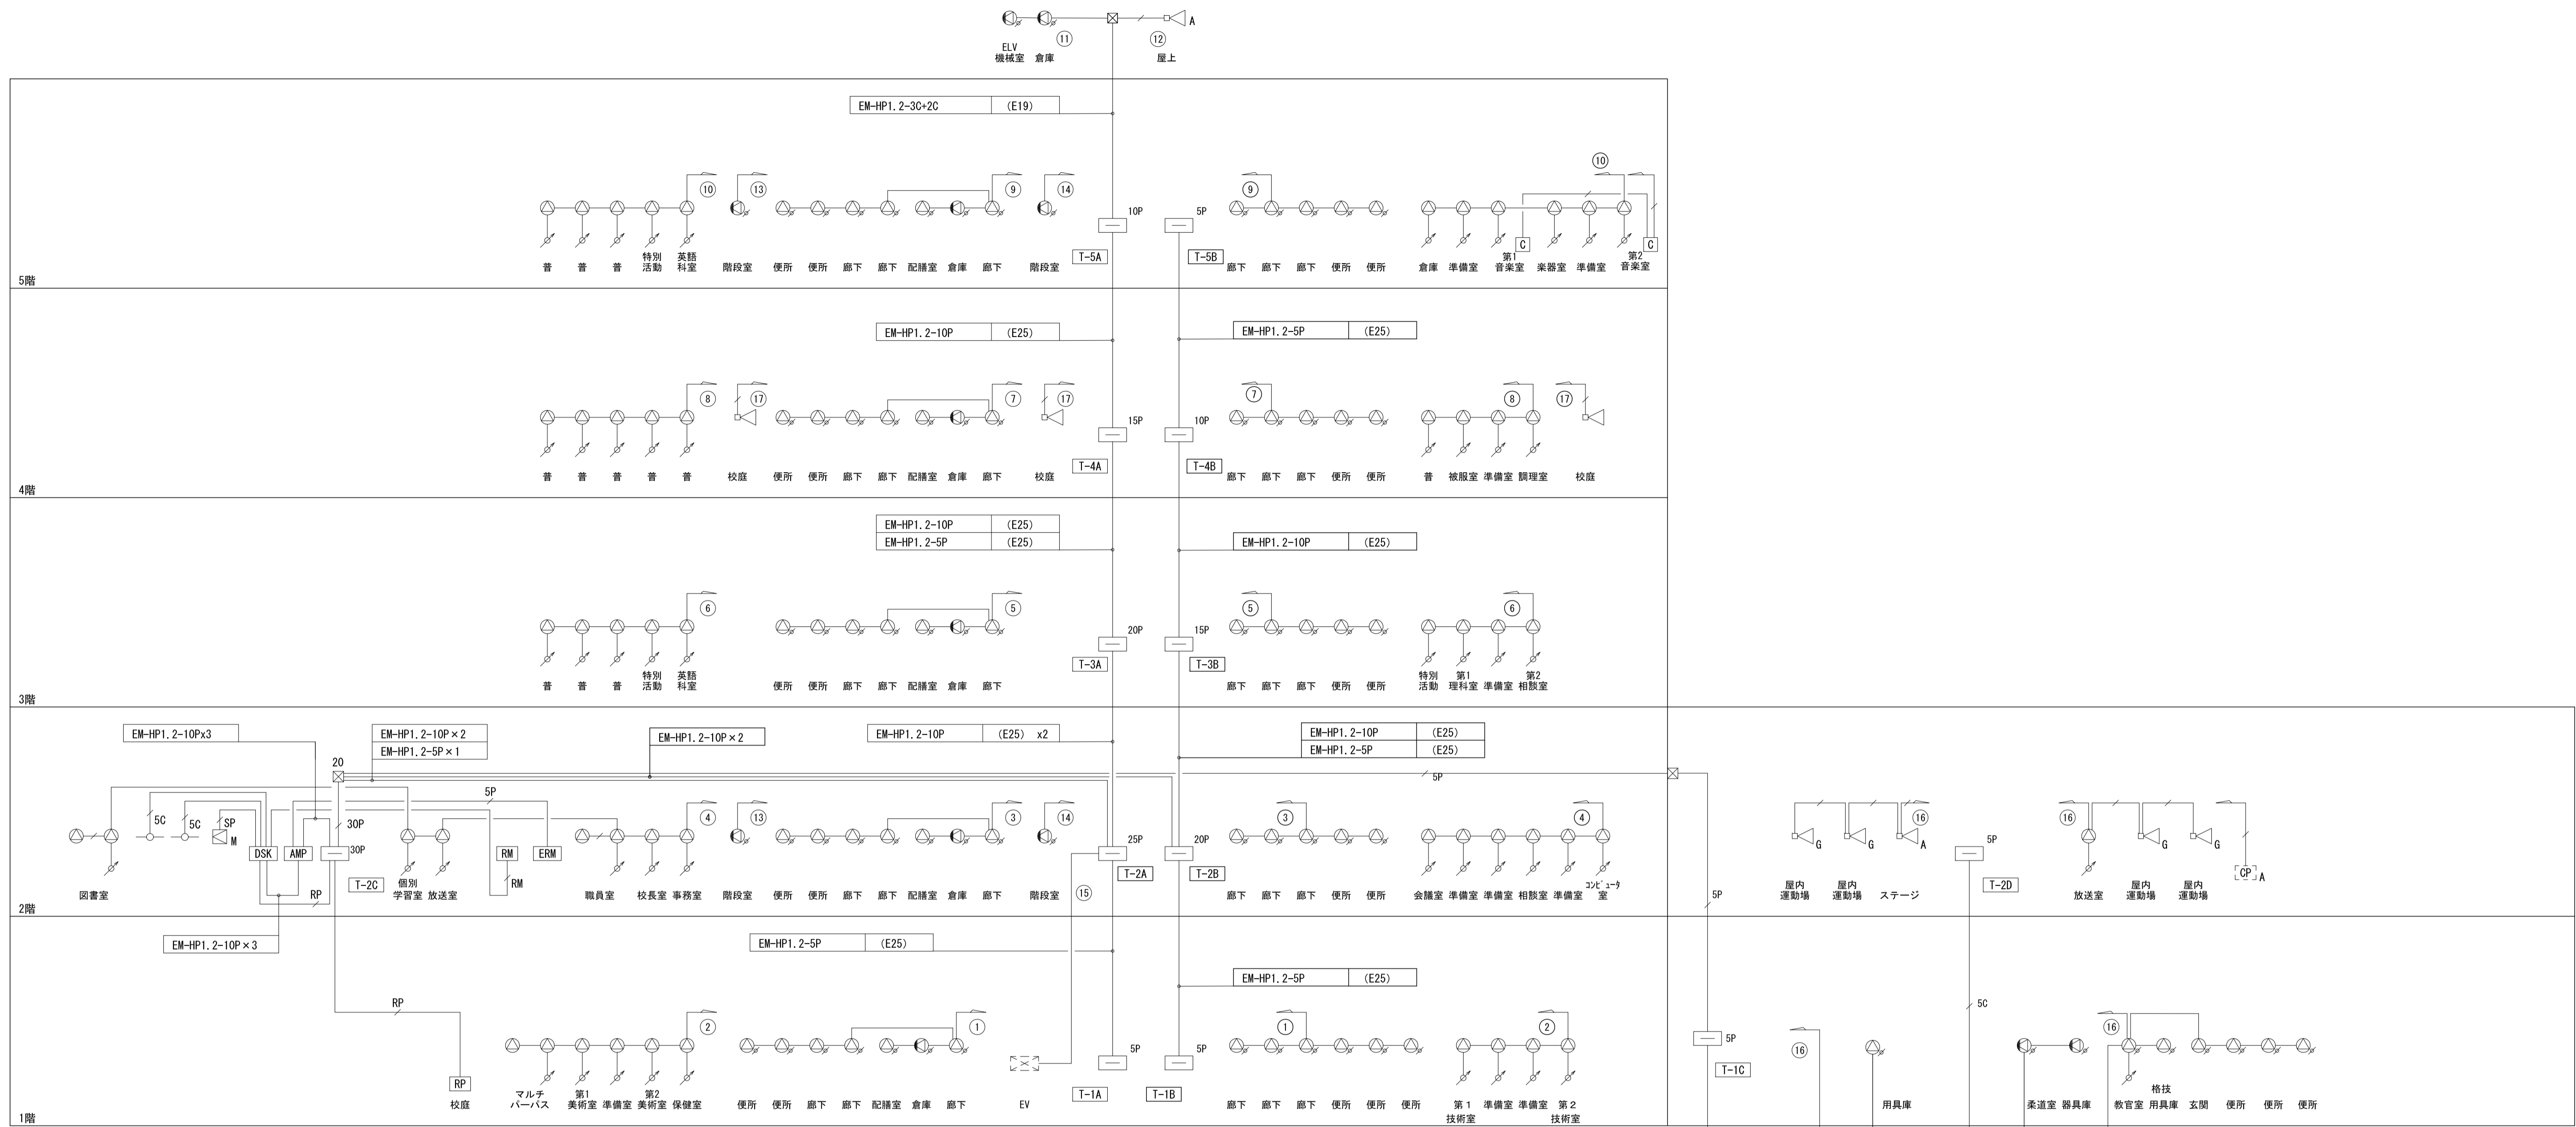 A
⑪
⑫
ELV
機械室 倉庫
屋上
EM-HP1.2-3C+2C (E19)
⑩ ⑬ ⑨ ⑭ ⑨ ⑩
10P 5P
C C
T-5A T-5B
普 普 普 特別活動 英語科室 階段室 便所 便所 廊下 廊下 配膳室 倉庫 廊下 階段室
廊下 廊下 廊下 便所 便所 倉庫 準備室 第1音楽室 楽器室 準備室 第2音楽室
5階
EM-HP1.2-10P (E25)
EM-HP1.2-5P (E25)
⑧ ⑰ ⑦ ⑰ ⑦ ⑧ ⑰
15P 10P
T-4A T-4B
普 普 普 普 普 校庭 便所 便所 廊下 廊下 配膳室 倉庫 廊下 校庭
廊下 廊下 廊下 便所 便所 普 被服室 準備室 調理室 校庭
4階
EM-HP1.2-10P (E25)
EM-HP1.2-5P (E25)
EM-HP1.2-10P (E25)
⑥ ⑤ ⑤ ⑥
20P 15P
T-3A T-3B
普 普 普 特別活動 英語科室 便所 便所 廊下 廊下 配膳室 倉庫 廊下
廊下 廊下 廊下 便所 便所 特別活動 第1理科室 準備室 第2相談室
3階
EM-HP1.2-10Px3
EM-HP1.2-10P×2
EM-HP1.2-5P×1
EM-HP1.2-10P×2
EM-HP1.2-10P (E25) x2
EM-HP1.2-10P (E25)
EM-HP1.2-5P (E25)
20
5P
5P
5C 5C SP M 30P
④ ⑬ ③ ⑭ ③ ④ ⑯ ⑯
G G A G G
DSK AMP 30P RM ERM 25P 20P 5P
T-2C T-2A T-2B T-2D
RP RM ⑮ CP A
5P
図書室 個別学習室 放送室 職員室 校長室 事務室 階段室 便所 便所 廊下 廊下 配膳室 倉庫 廊下 階段室
廊下 廊下 廊下 便所 便所 会議室 準備室 準備室 相談室 準備室 コンピュータ室
屋内運動場 屋内運動場 ステージ 放送室 屋内運動場 屋内運動場
2階
EM-HP1.2-10P×3
EM-HP1.2-5P (E25)
EM-HP1.2-5P (E25)
RP
5C
② ① ① ② ⑯ ⑯
5P 5P 5P
T-1A T-1B T-1C
RP
校庭 マルチパーパス 第1美術室 準備室 第2美術室 保健室 便所 便所 廊下 廊下 配膳室 倉庫 廊下 EV
廊下 廊下 廊下 便所 便所 便所 第1技術室 準備室 準備室 第2技術室
用具庫 柔道室 器具庫 教官室 格技用具庫 玄関 便所 便所 便所
1階